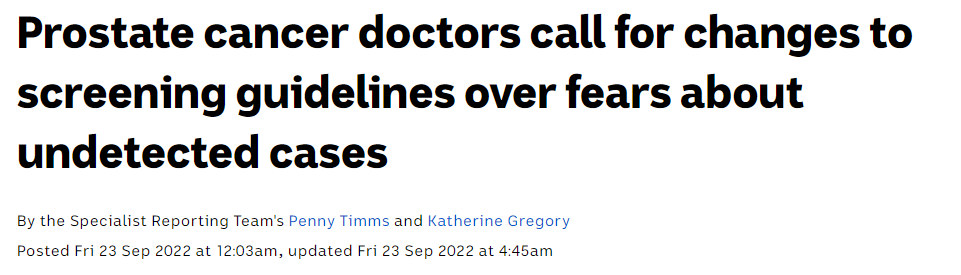 Prostate cancer doctors call for changes to
screening guidelines over fears about
undetected cases
By the Specialist Reporting Team's Penny Timms and Katherine Gregory
Posted Fri 23 Sep 2022 at 12:03am, updated Fri 23 Sep 2022 at 4:45am